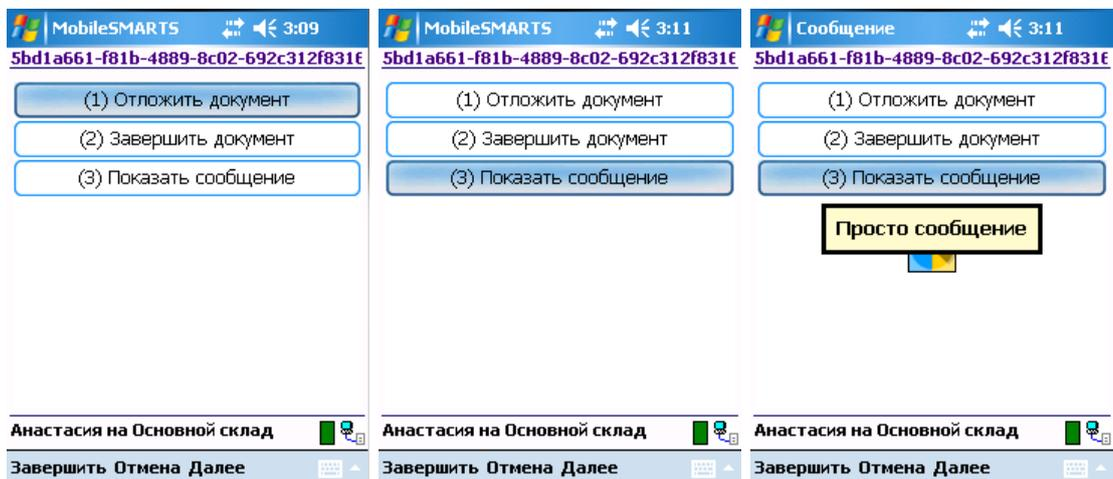 MobileSMARTS 3:09
5bd1a661-f81b-4889-8c02-692c312f8316
(1) Отложить документ
(2) Завершить документ
(3) Показать сообщение
Анастасия на Основной склад
Завершить Отмена Далее
MobileSMARTS 3:11
5bd1a661-f81b-4889-8c02-692c312f8316
(1) Отложить документ
(2) Завершить документ
(3) Показать сообщение
Анастасия на Основной склад
Завершить Отмена Далее
Сообщение 3:11
5bd1a661-f81b-4889-8c02-692c312f8316
(1) Отложить документ
(2) Завершить документ
(3) Показать сообщение
Просто сообщение
Анастасия на Основной склад
Завершить Отмена Далее